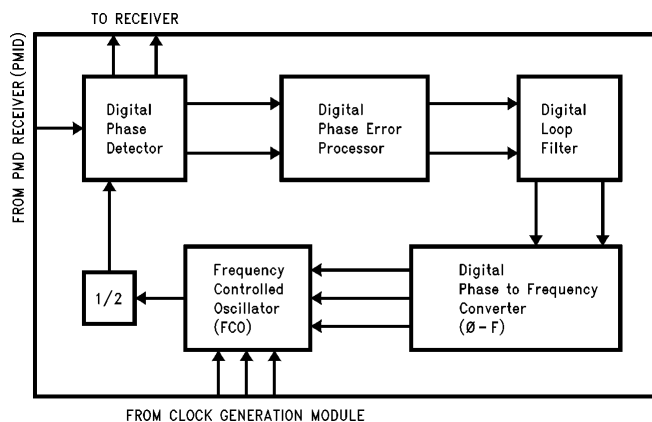 TO RECEIVER
FROM PMD RECEIVER (PMID)
Digital
Phase
Detector
Digital
Phase Error
Processor
Digital
Loop
Filter
1/2
Frequency
Controlled
Oscillator
(FCO)
Digital
Phase to Frequency
Converter
(Ø-F)
FROM CLOCK GENERATION MODULE